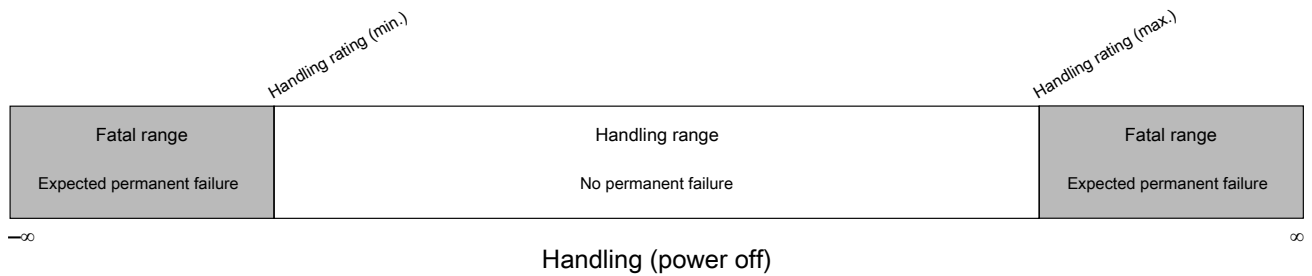 Handling rating (min.)
Handling rating (max.)
Fatal range
Handling range
Fatal range
Expected permanent failure
No permanent failure
Expected permanent failure
–∞
∞
Handling (power off)